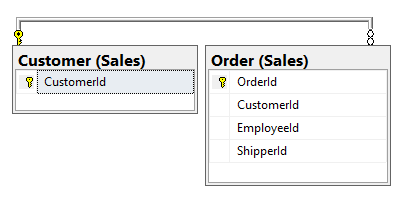 Customer (Sales)
CustomerId
Order (Sales)
OrderId
CustomerId
EmployeeId
ShipperId